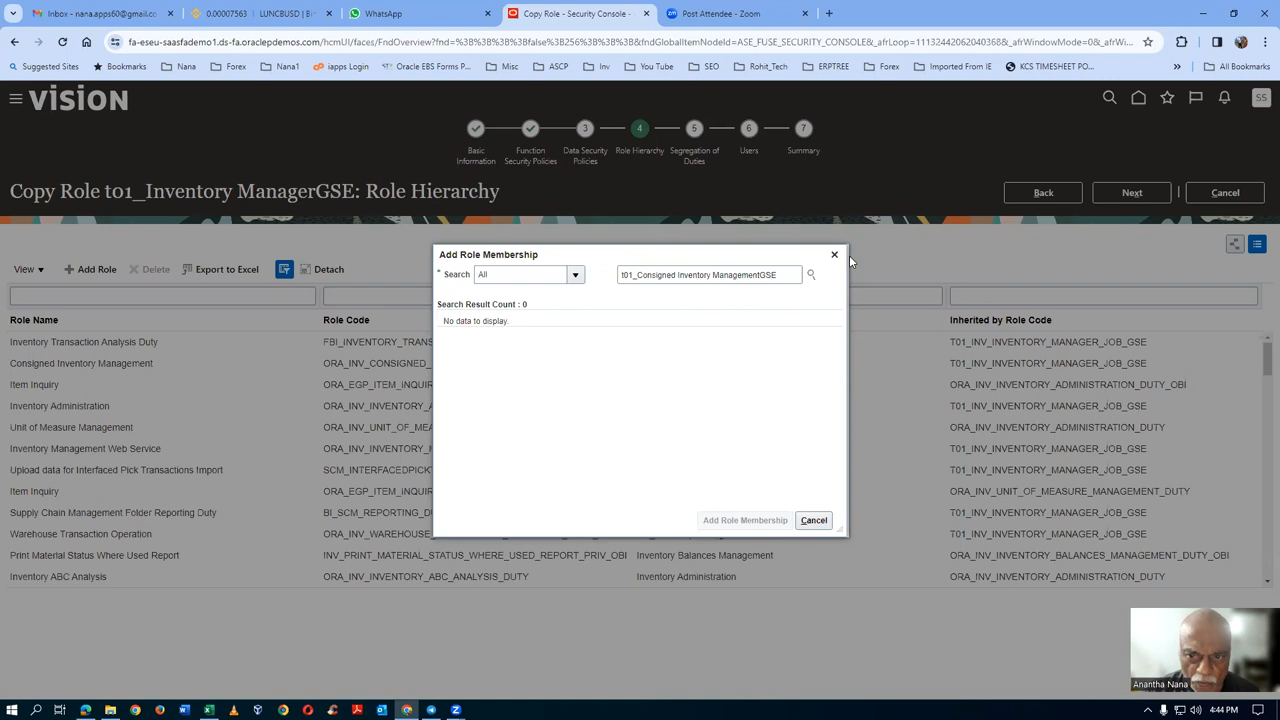 Inbox - nana.apps60@gmail.co
0.00007563 | LUNCBUSD | Bi
WhatsApp
Copy Role - Security Console -
Post Attendee - Zoom
fa-eseu-saasfademo1.ds-fa.oraclepdemos.com/hcmUI/faces/FndOverview?fnd=%3B%3B%3B%3Bfalse%3B256%3B%3B%3B&fndGlobalItemNodeId=ASE_FUSE_SECURITY_CONSOLE&_afrLoop=11132442062040368&_afrWindowMode=0&_afrWi...
Suggested Sites
Bookmarks
Nana
Forex
Nana1
iapps Login
Oracle EBS Forms P...
Misc
ASCP
Inv
You Tube
SEO
Rohit_Tech
ERPTREE
Forex
Imported From IE
KCS TIMESHEET PO...
All Bookmarks
VISION
SS
3 4 5 6 7
Basic Information
Function Security Policies
Data Security Policies
Role Hierarchy
Segregation of Duties
Users
Summary
Copy Role t01_Inventory ManagerGSE: Role Hierarchy
Back
Next
Cancel
View
Add Role
Delete
Export to Excel
Detach
Add Role Membership
* Search All
t01_Consigned Inventory ManagementGSE
Search Result Count : 0
No data to display.
Add Role Membership
Cancel
Role Name Role Code Inherited by Role Code
Inventory Transaction Analysis Duty FBI_INVENTORY_TRANS T01_INV_INVENTORY_MANAGER_JOB_GSE
Consigned Inventory Management ORA_INV_CONSIGNED_ T01_INV_INVENTORY_MANAGER_JOB_GSE
Item Inquiry ORA_EGP_ITEM_INQUIR ORA_INV_INVENTORY_ADMINISTRATION_DUTY_OBI
Inventory Administration ORA_INV_INVENTORY_A T01_INV_INVENTORY_MANAGER_JOB_GSE
Unit of Measure Management ORA_INV_UNIT_OF_MEA ORA_INV_INVENTORY_ADMINISTRATION_DUTY
Inventory Management Web Service ORA_INV_INVENTORY_M T01_INV_INVENTORY_MANAGER_JOB_GSE
Upload data for Interfaced Pick Transactions Import SCM_INTERFACEDPICK T01_INV_INVENTORY_MANAGER_JOB_GSE
Item Inquiry ORA_EGP_ITEM_INQUIR ORA_INV_UNIT_OF_MEASURE_MANAGEMENT_DUTY
Supply Chain Management Folder Reporting Duty BI_SCM_REPORTING_D T01_INV_INVENTORY_MANAGER_JOB_GSE
Warehouse Transaction Operation ORA_INV_WAREHOUSE_ T01_INV_INVENTORY_MANAGER_JOB_GSE
Print Material Status Where Used Report INV_PRINT_MATERIAL_STATUS_WHERE_USED_REPORT_PRIV_OBI Inventory Balances Management ORA_INV_INVENTORY_BALANCES_MANAGEMENT_DUTY_OBI
Inventory ABC Analysis ORA_INV_INVENTORY_ABC_ANALYSIS_DUTY Inventory Administration ORA_INV_INVENTORY_ADMINISTRATION_DUTY
Anantha Nana
4:44 PM